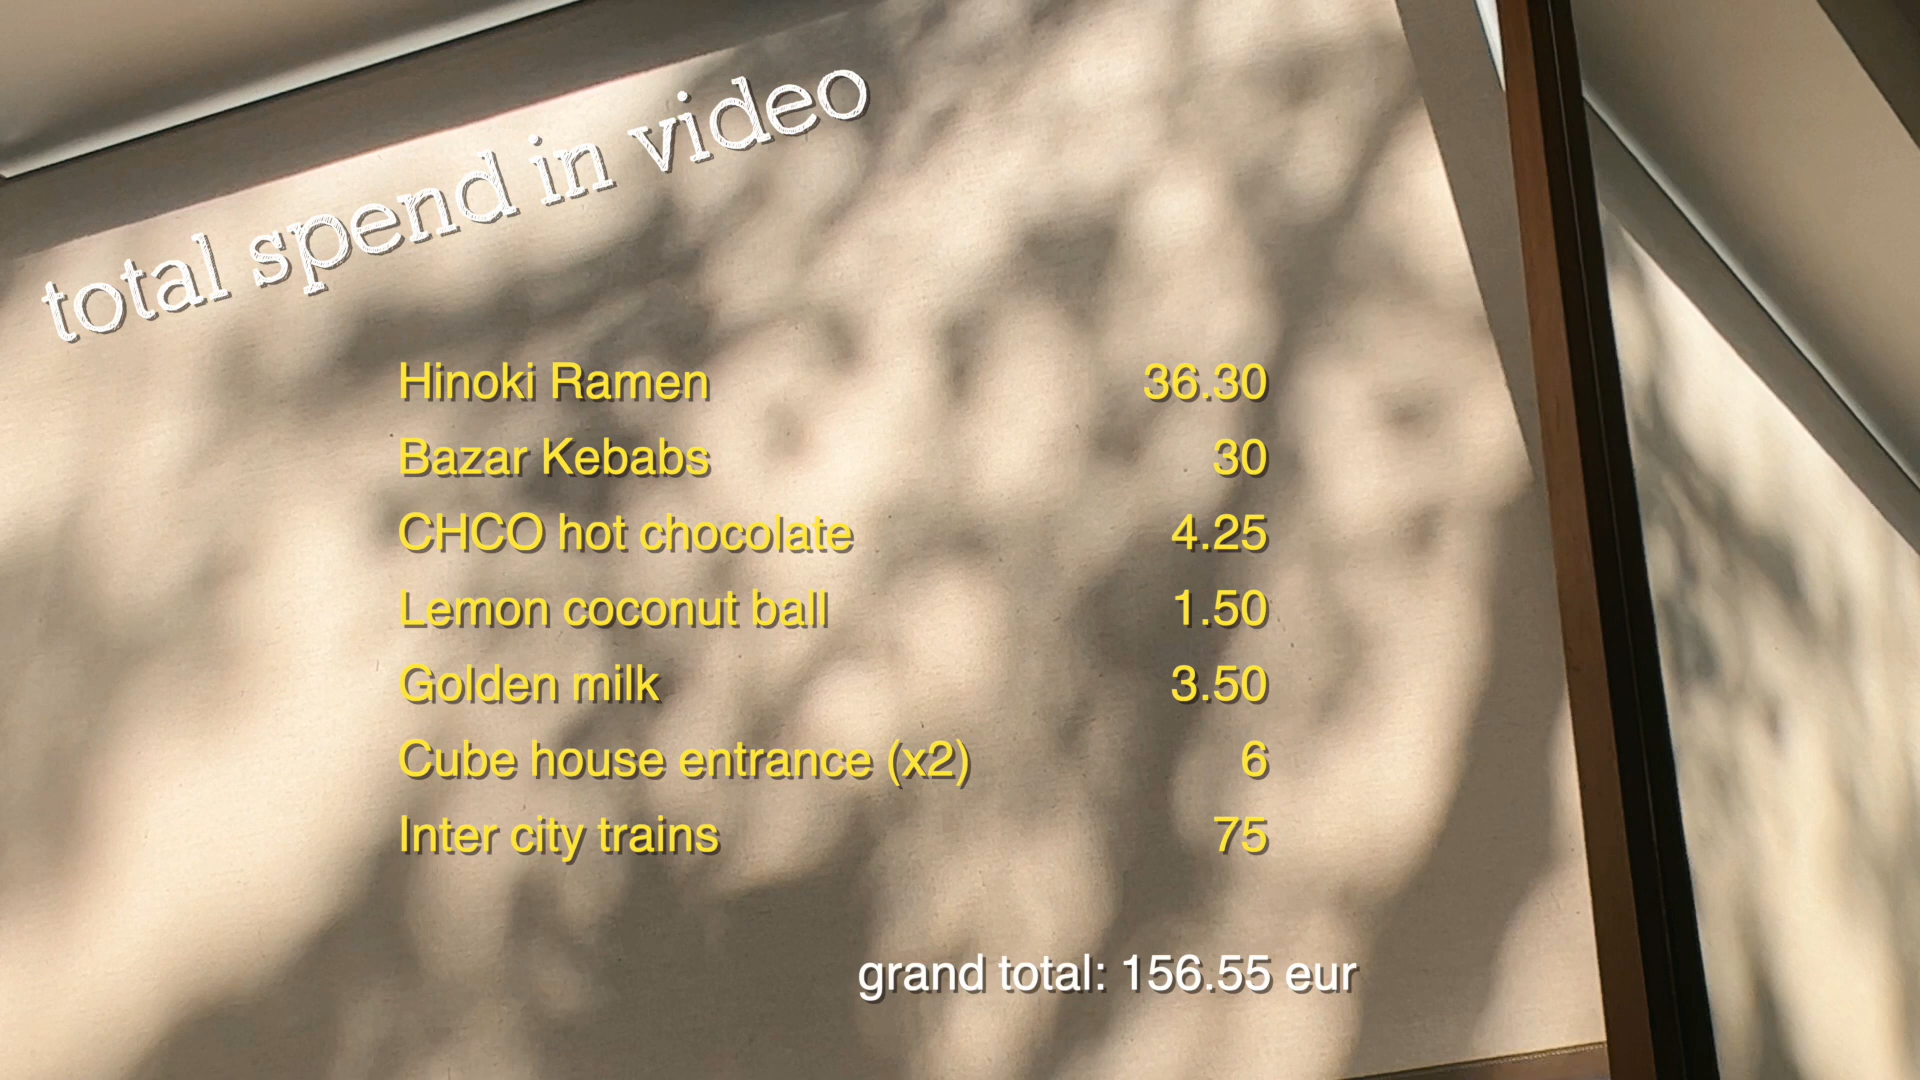 total spend in video
Hinoki Ramen 36.30
Bazar Kebabs 30
CHCO hot chocolate 4.25
Lemon coconut ball 1.50
Golden milk 3.50
Cube house entrance (x2) 6
Inter city trains 75
grand total: 156.55 eur